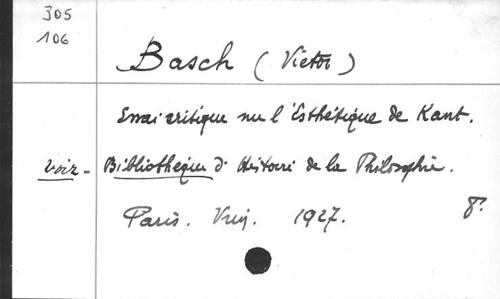 305
106
Basch (Victor)
Essai critique sur l'Esthétique de Kant.
Voir - Bibliothèque d'Histoire de la Philosophie.
Paris. Vrin. 1927. 8°.